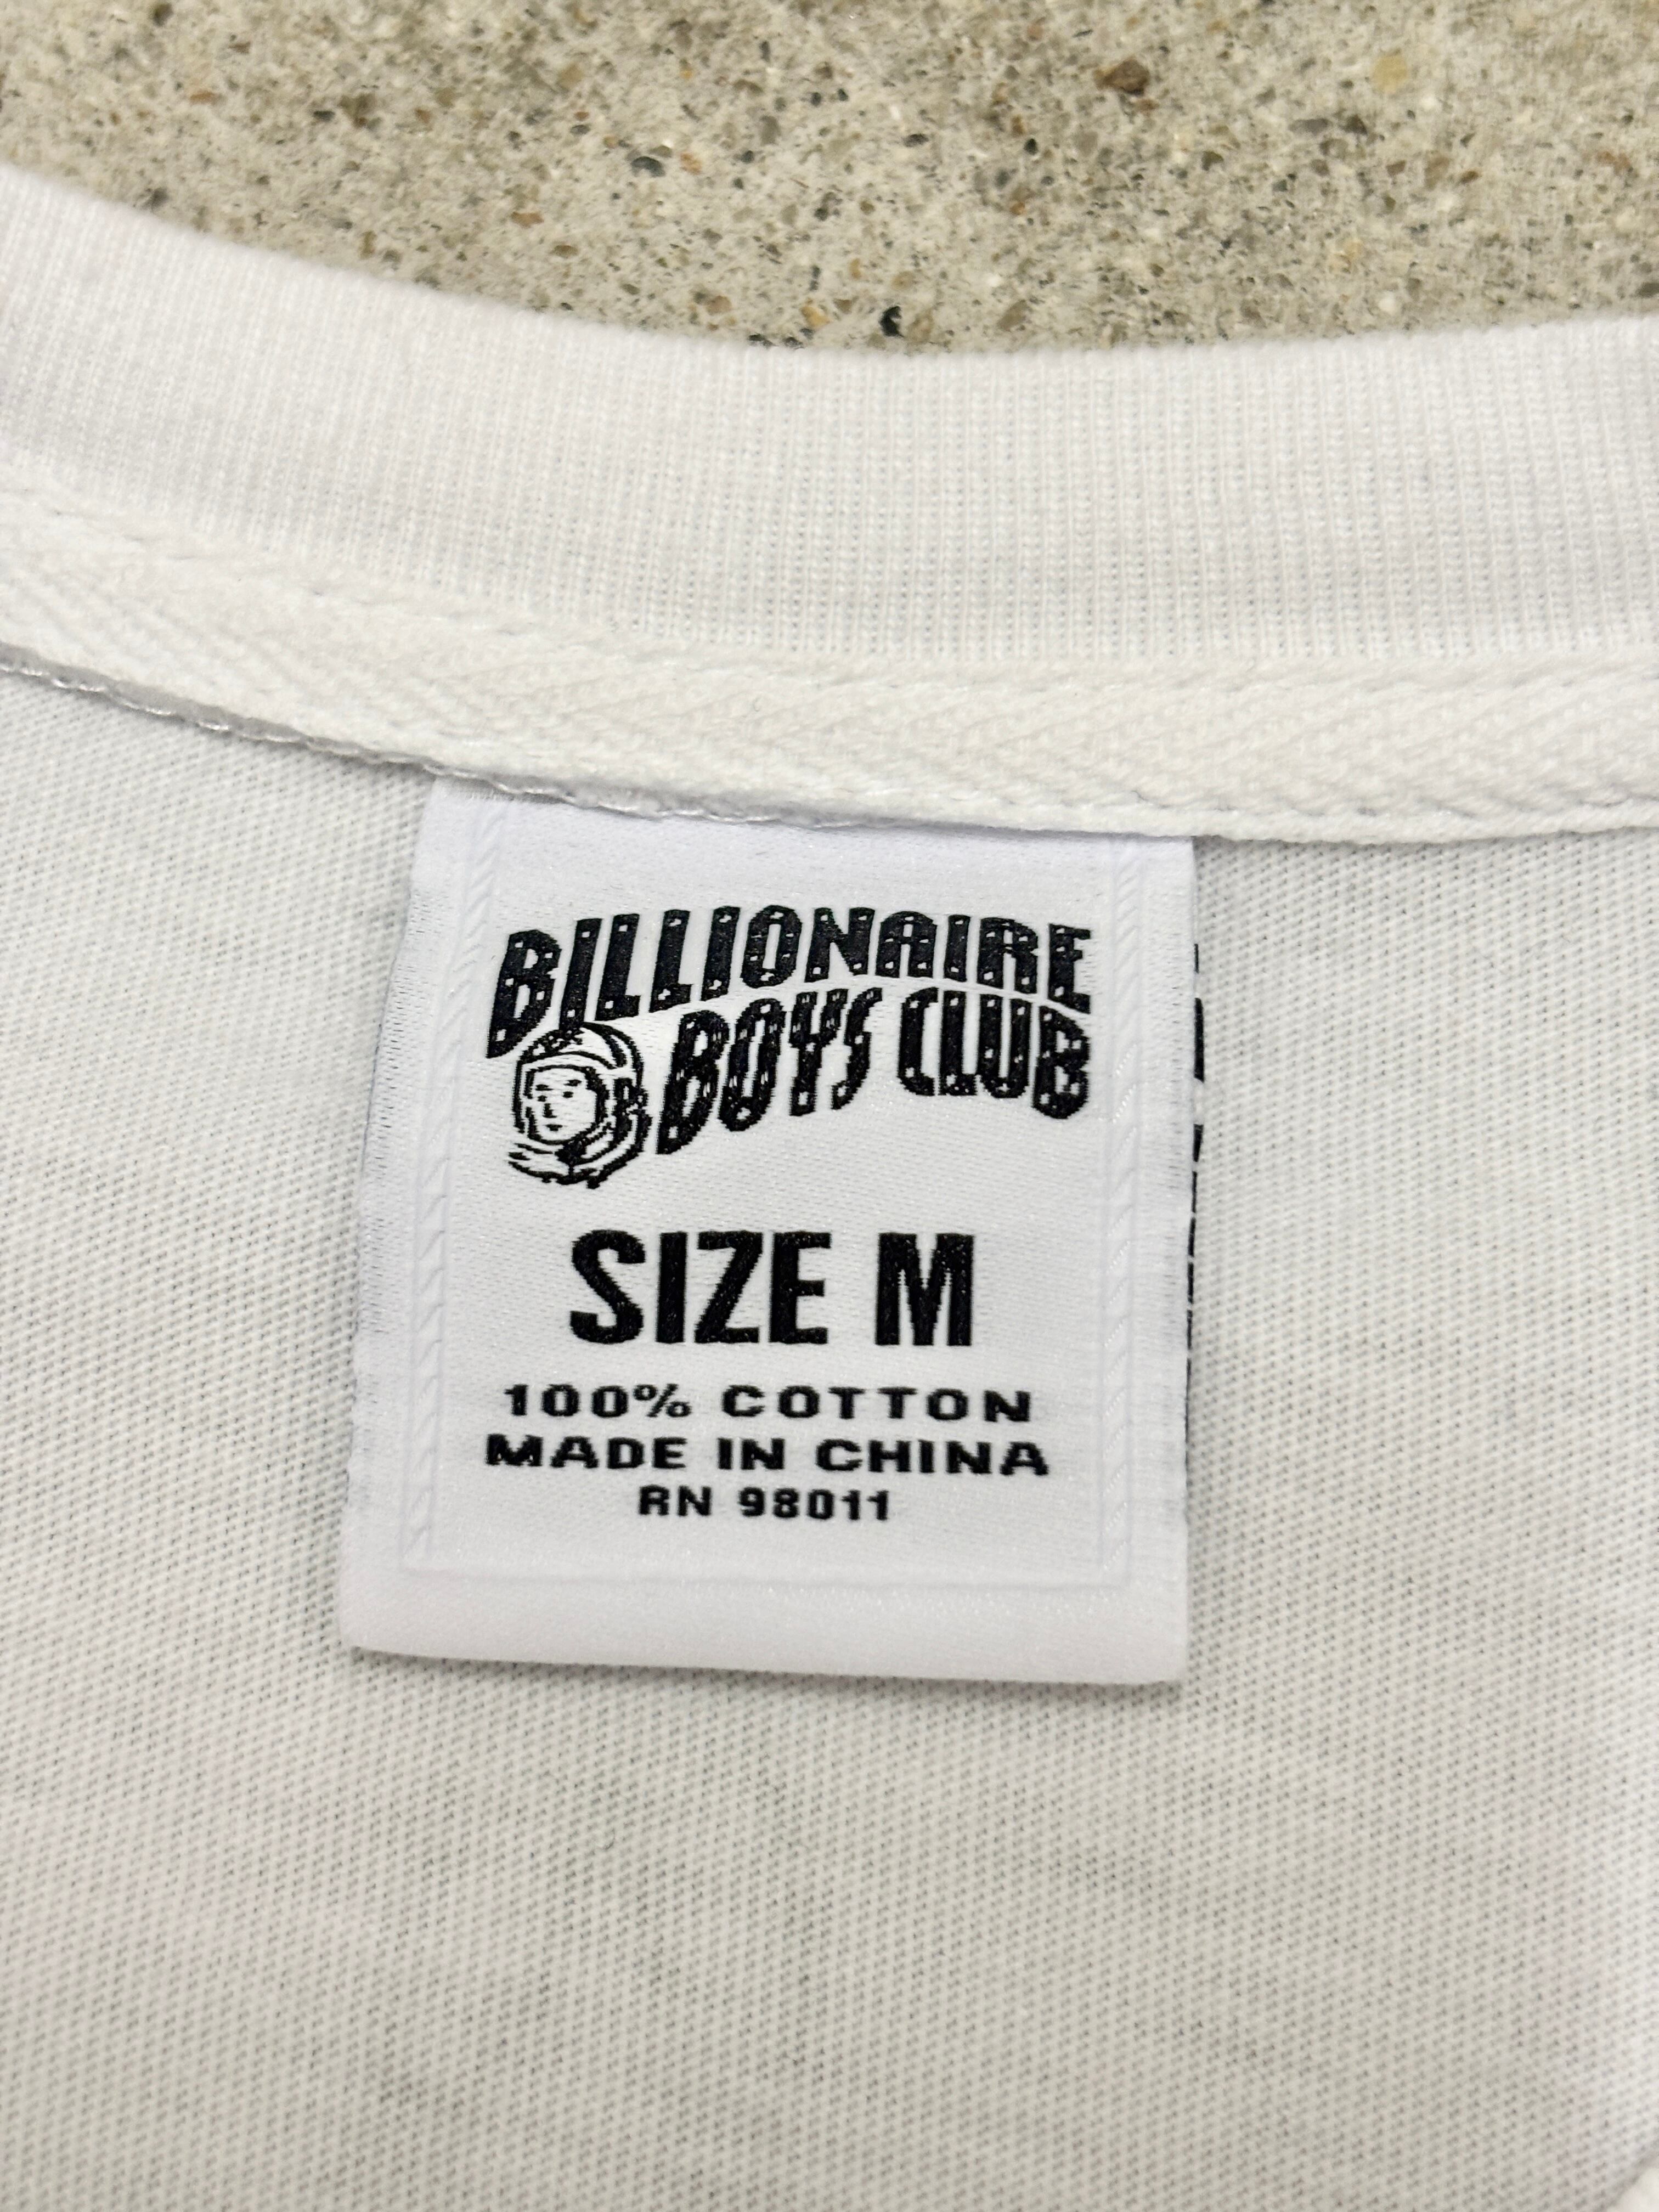 BILLIONAIRE
BOYS CLUB
SIZE M
100% COTTON
MADE IN CHINA
RN 98011